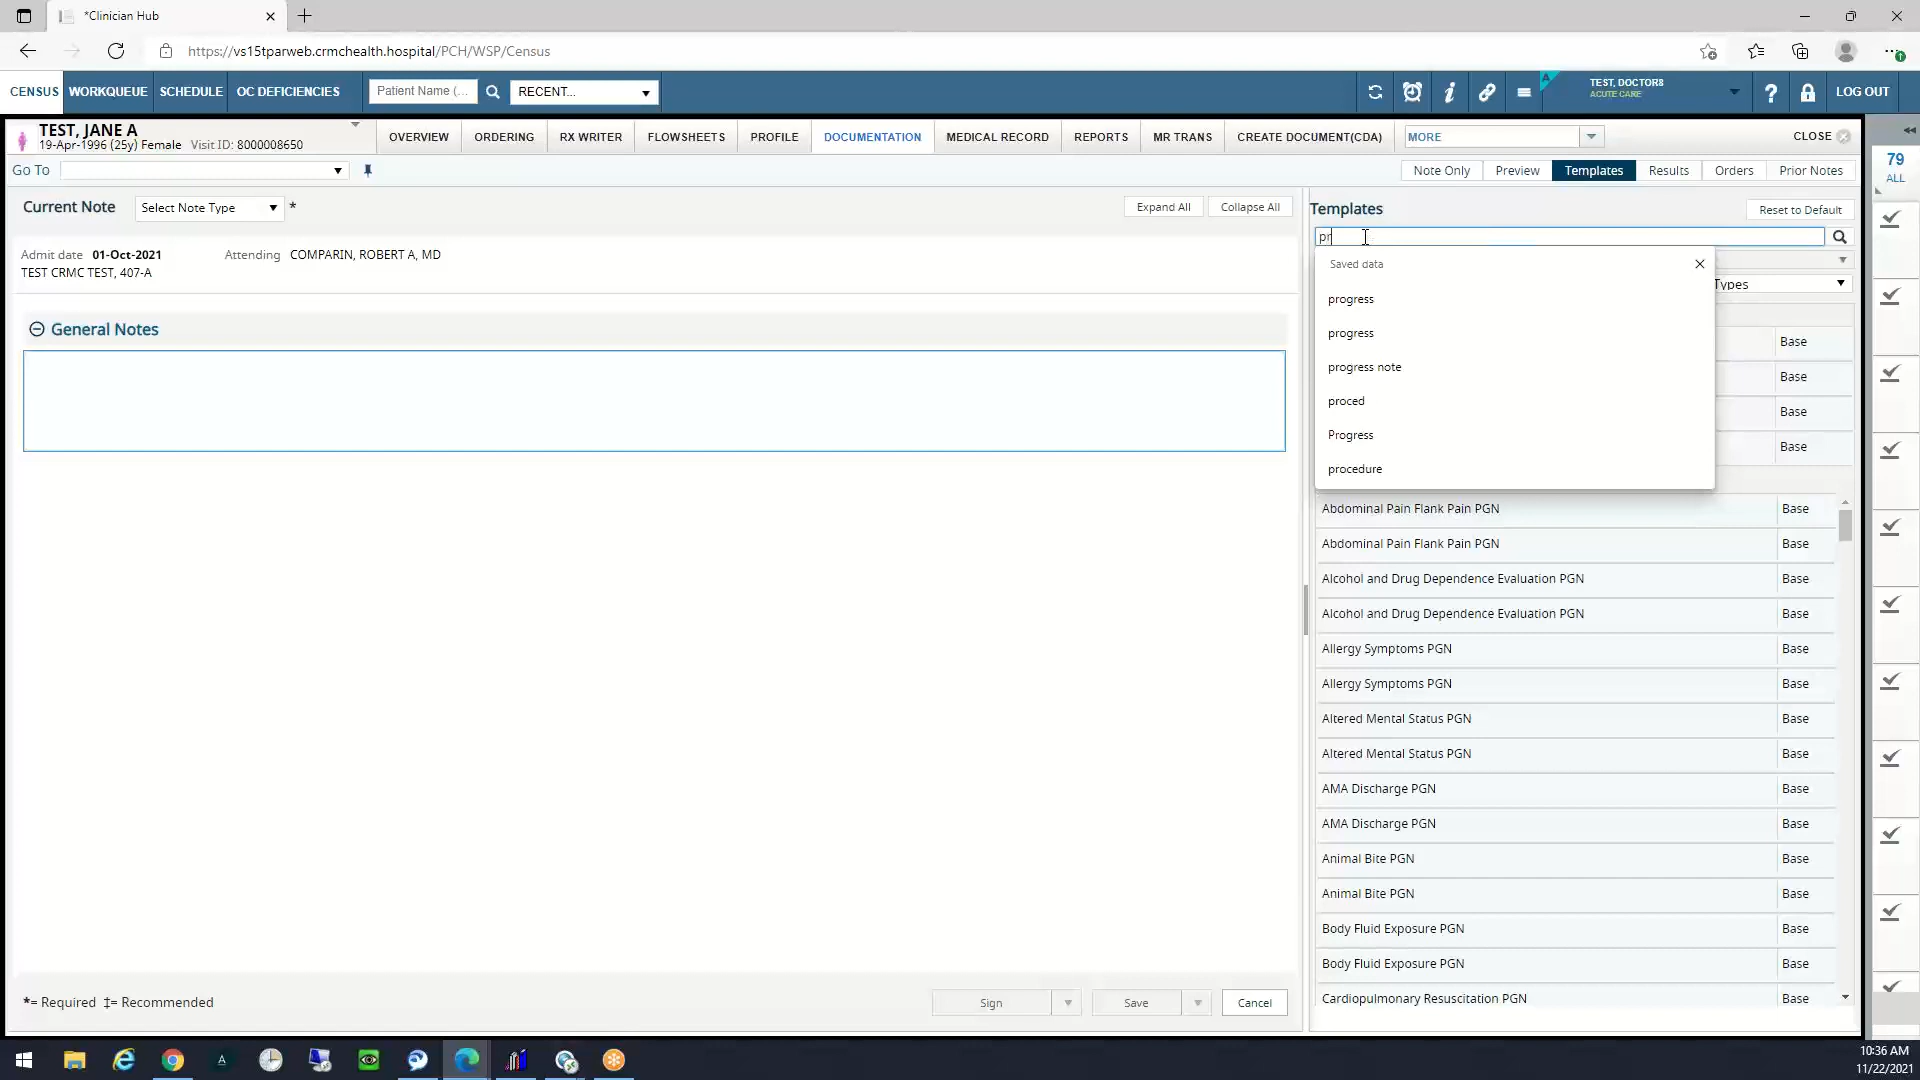 *Clinician Hub
https://vs15tparweb.crmchealth.hospital/PCH/WSP/Census
CENSUS WORKQUEUE SCHEDULE OC DEFICIENCIES Patient Name (... RECENT... TEST, DOCTOR8 LOG OUT
ACUTE CARE
TEST, JANE A
19-Apr-1996 (25y) Female Visit ID: 8000008650
OVERVIEW ORDERING RX WRITER FLOWSHEETS PROFILE DOCUMENTATION MEDICAL RECORD REPORTS MR TRANS CREATE DOCUMENT(CDA) MORE CLOSE
79
ALL
Go To Note Only Preview Templates Results Orders Prior Notes
Current Note Select Note Type * Expand All Collapse All
Templates Reset to Default
pr
Admit date 01-Oct-2021 Attending COMPARIN, ROBERT A, MD
TEST CRMC TEST, 407-A
General Notes
Saved data
progress
progress
progress note
proced
Progress
procedure
Types
Base
Base
Base
Base
Abdominal Pain Flank Pain PGN Base
Abdominal Pain Flank Pain PGN Base
Alcohol and Drug Dependence Evaluation PGN Base
Alcohol and Drug Dependence Evaluation PGN Base
Allergy Symptoms PGN Base
Allergy Symptoms PGN Base
Altered Mental Status PGN Base
Altered Mental Status PGN Base
AMA Discharge PGN Base
AMA Discharge PGN Base
Animal Bite PGN Base
Animal Bite PGN Base
Body Fluid Exposure PGN Base
Body Fluid Exposure PGN Base
Cardiopulmonary Resuscitation PGN Base
*= Required ‡= Recommended Sign Save Cancel
10:36 AM
11/22/2021